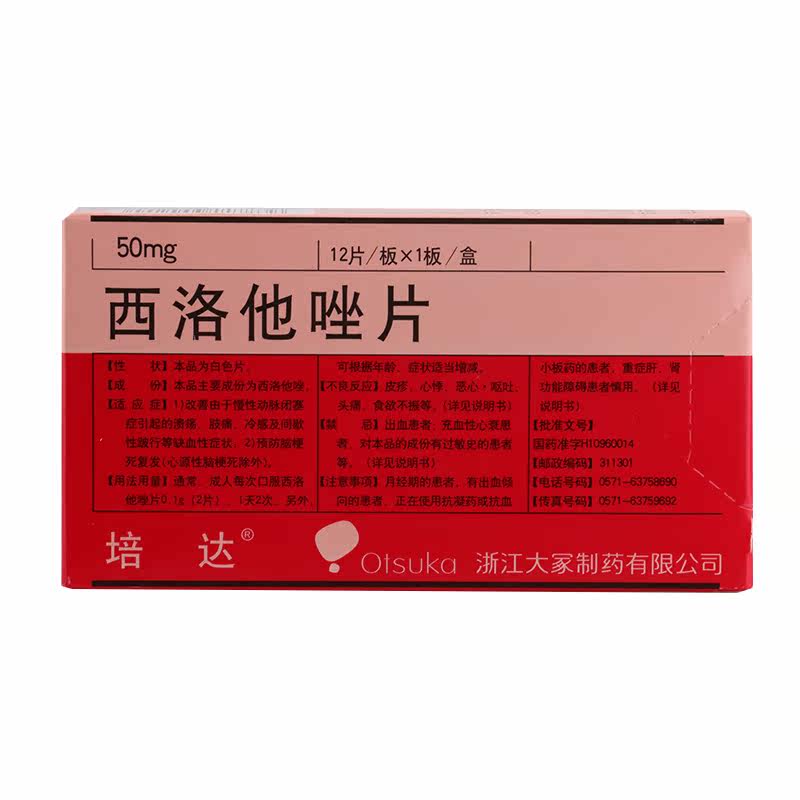 50mg
12片/板×1板/盒
西洛他唑片
【性 状】本品为白色片。
【成 份】本品主要成份为西洛他唑。
【适 应 症】1)改善由于慢性动脉闭塞
症引起的溃疡、肢痛、冷感及间歇
性跛行等缺血性症状。2)预防脑梗
死复发(心源性脑梗死除外)。
【用法用量】通常、成人每次口服西洛
他唑片0.1g(2片)、1天2次。另外,
可根据年龄、症状适当增减。
【不良反应】皮疹、心悸、恶心、呕吐、
头痛、食欲不振等。(详见说明书)
【禁 忌】出血患者、充血性心衰患
者、对本品的成份有过敏史的患者
等。(详见说明书)
【注意事项】月经期的患者、有出血倾
向的患者、正在使用抗凝药或抗血
小板药的患者、重症肝、肾
功能障碍患者慎用。(详见
说明书)
【批准文号】
国药准字H10960014
【邮政编码】311301
【电话号码】0571-63758690
【传真号码】0571-63759692
培达®
Otsuka 浙江大冢制药有限公司